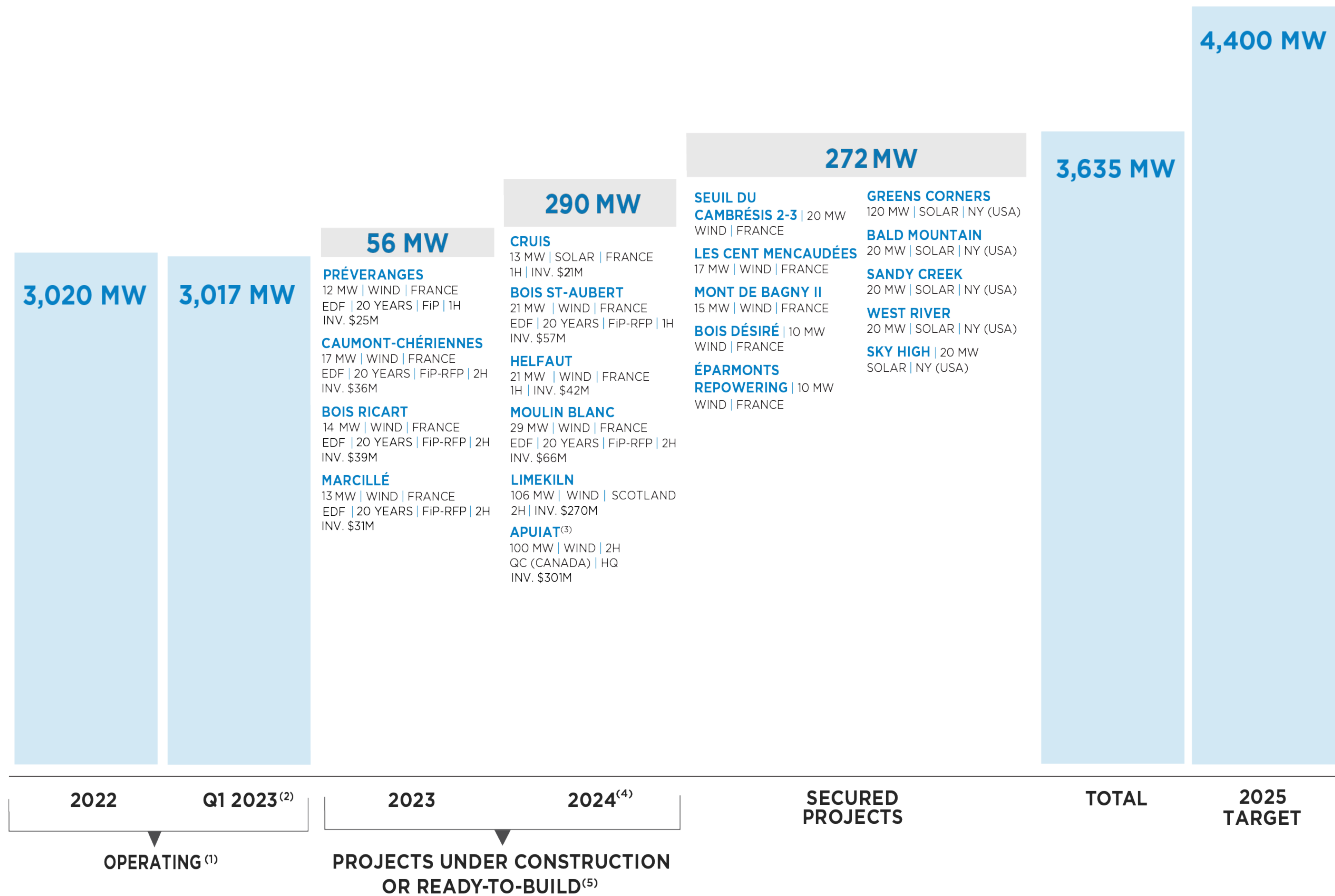 3,020 MW
3,017 MW
56 MW
PRÉVERANGES
12 MW | WIND | FRANCE
EDF | 20 YEARS | FiP | 1H
INV. $25M
CAUMONT-CHÉRIENNES
17 MW | WIND | FRANCE
EDF | 20 YEARS | FiP-RFP | 2H
INV. $36M
BOIS RICART
14 MW | WIND | FRANCE
EDF | 20 YEARS | FiP-RFP | 2H
INV. $39M
MARCILLÉ
13 MW | WIND | FRANCE
EDF | 20 YEARS | FiP-RFP | 2H
INV. $31M
290 MW
CRUIS
13 MW | SOLAR | FRANCE
1H | INV. $21M
BOIS ST-AUBERT
21 MW | WIND | FRANCE
EDF | 20 YEARS | FiP-RFP | 1H
INV. $57M
HELFAUT
21 MW | WIND | FRANCE
1H | INV. $42M
MOULIN BLANC
29 MW | WIND | FRANCE
EDF | 20 YEARS | FiP-RFP | 2H
INV. $66M
LIMEKILN
106 MW | WIND | SCOTLAND
2H | INV. $270M
APUIAT(3)
100 MW | WIND | 2H
QC (CANADA) | HQ
INV. $301M
272 MW
SEUIL DU
CAMBRÉSIS 2-3 | 20 MW
WIND | FRANCE
LES CENT MENCAUDÉES
17 MW | WIND | FRANCE
MONT DE BAGNY II
15 MW | WIND | FRANCE
BOIS DÉSIRÉ | 10 MW
WIND | FRANCE
ÉPARMONTS
REPOWERING | 10 MW
WIND | FRANCE
GREENS CORNERS
120 MW | SOLAR | NY (USA)
BALD MOUNTAIN
20 MW | SOLAR | NY (USA)
SANDY CREEK
20 MW | SOLAR | NY (USA)
WEST RIVER
20 MW | SOLAR | NY (USA)
SKY HIGH | 20 MW
SOLAR | NY (USA)
3,635 MW
4,400 MW
2022
Q1 2023(2)
2023
2024(4)
SECURED
PROJECTS
TOTAL
2025
TARGET
OPERATING(1)
PROJECTS UNDER CONSTRUCTION
OR READY-TO-BUILD(5)